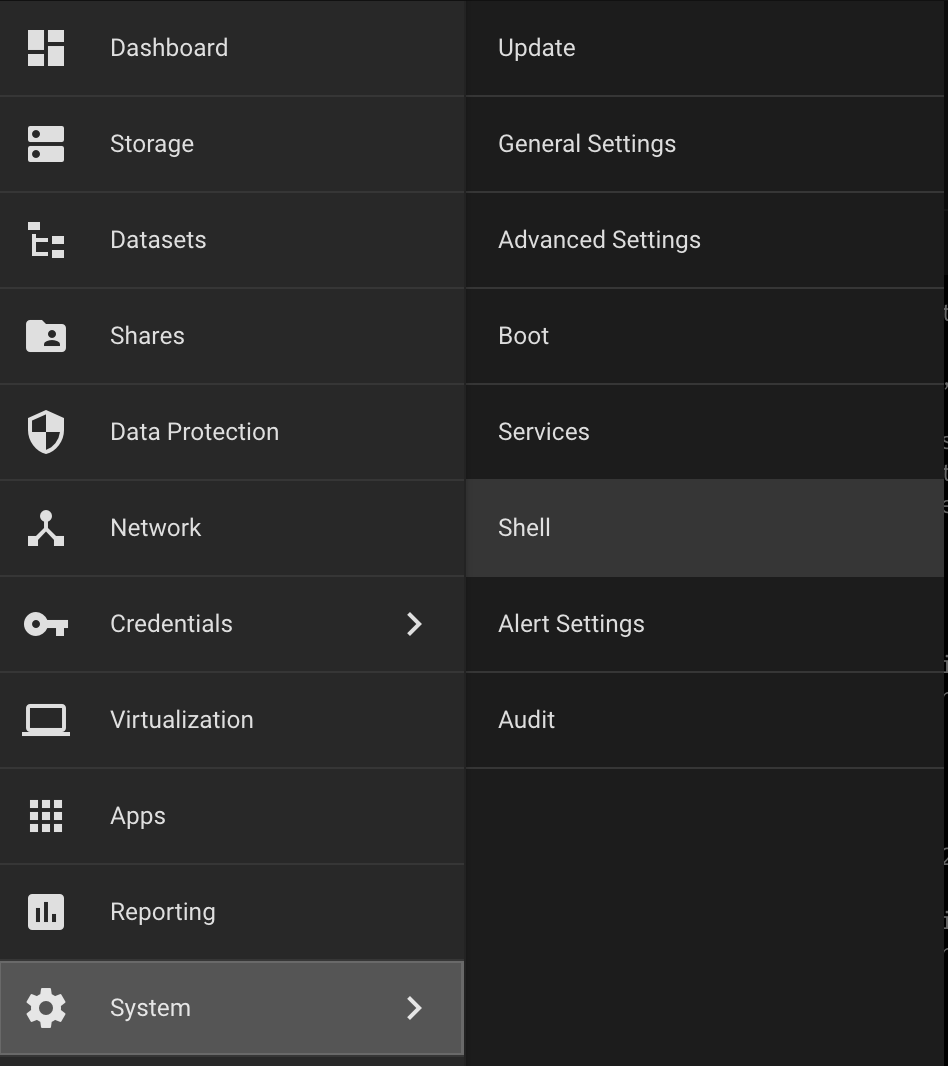 Dashboard
Storage
Datasets
Shares
Data Protection
Network
Credentials
Virtualization
Apps
Reporting
System
Update
General Settings
Advanced Settings
Boot
Services
Shell
Alert Settings
Audit